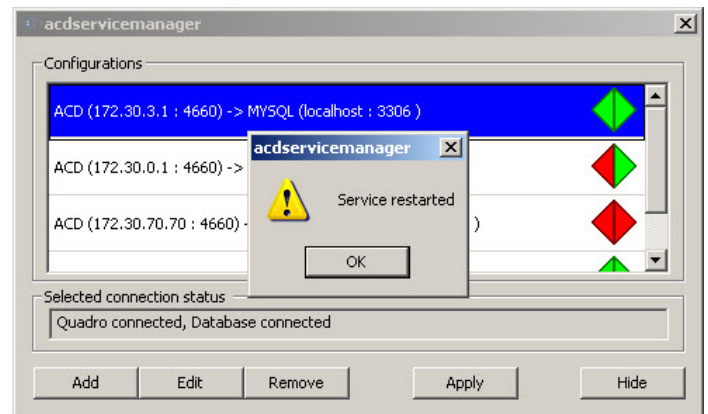 acdservicemanager
Configurations
ACD (172.30.3.1 : 4660) -> MYSQL (localhost : 3306 )
acdservicemanager
ACD (172.30.0.1 : 4660) ->
Service restarted
ACD (172.30.70.70 : 4660) - )
OK
Selected connection status
Quadro connected, Database connected
Add Edit Remove Apply Hide